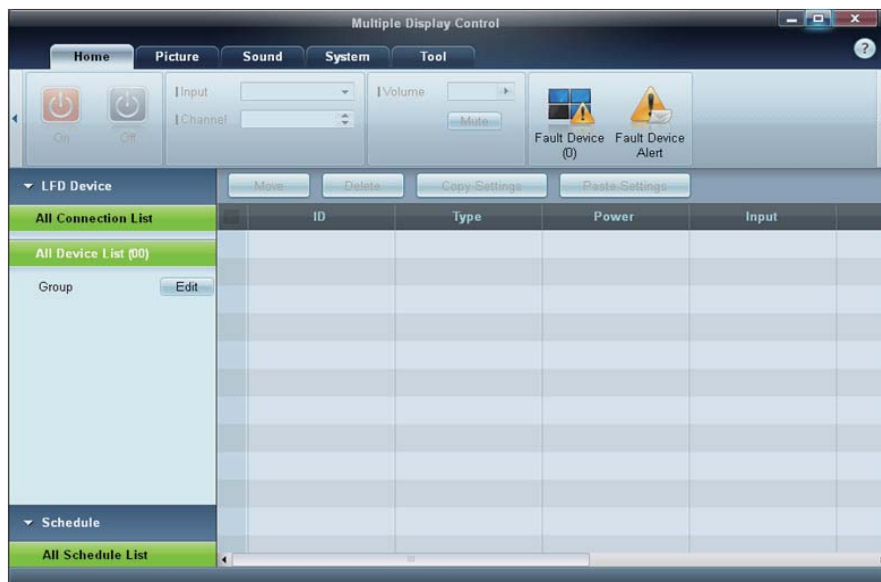 Multiple Display Control
Home Picture Sound System Tool
?
Input
Volume
On Off
Channel
Mute
Fault Device (0)
Fault Device Alert
LFD Device
Move Delete Copy Settings Paste Settings
All Connection List
ID Type Power Input
All Device List (00)
Group Edit
Schedule
All Schedule List